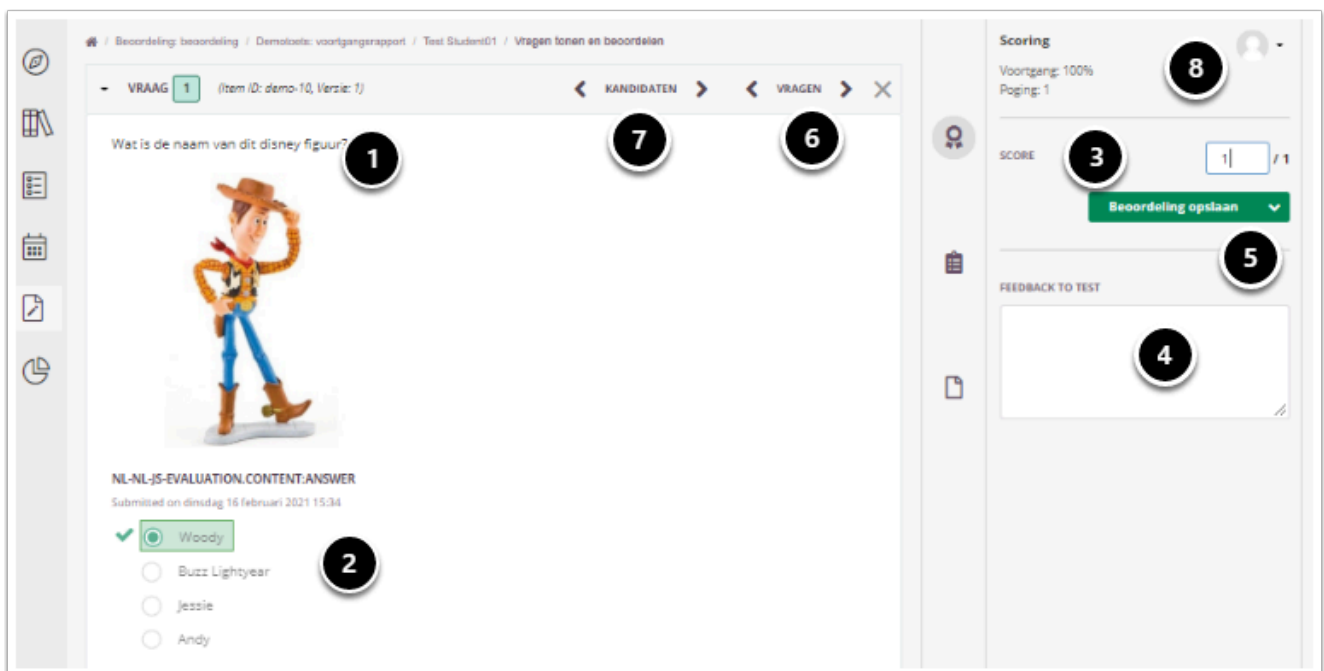 Beoordeling: beoordeling / Demotoets: voortgangsrapport / Test Student01 / Vragen tonen en beoordelen
VRAAG 1 (Item ID: demo-10, Versie: 1)
KANDIDATEN
VRAGEN
7
6
Wat is de naam van dit disney figuur?
1
NL-NL-JS-EVALUATION.CONTENT:ANSWER
Submitted on dinsdag 16 februari 2021 15:34
Woody
Buzz Lightyear
2
Jessie
Andy
Scoring
Voortgang: 100%
Poging: 1
8
SCORE
3
1 / 1
Beoordeling opslaan
5
FEEDBACK TO TEST
4